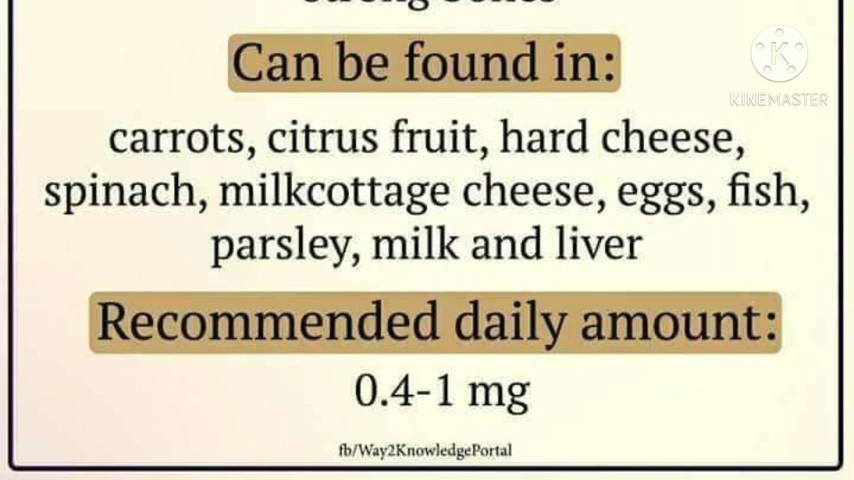 Can be found in:
KINEMASTER
carrots, citrus fruit, hard cheese,
spinach, milkcottage cheese, eggs, fish,
parsley, milk and liver
Recommended daily amount:
0.4-1 mg
fb/Way2KnowledgePortal